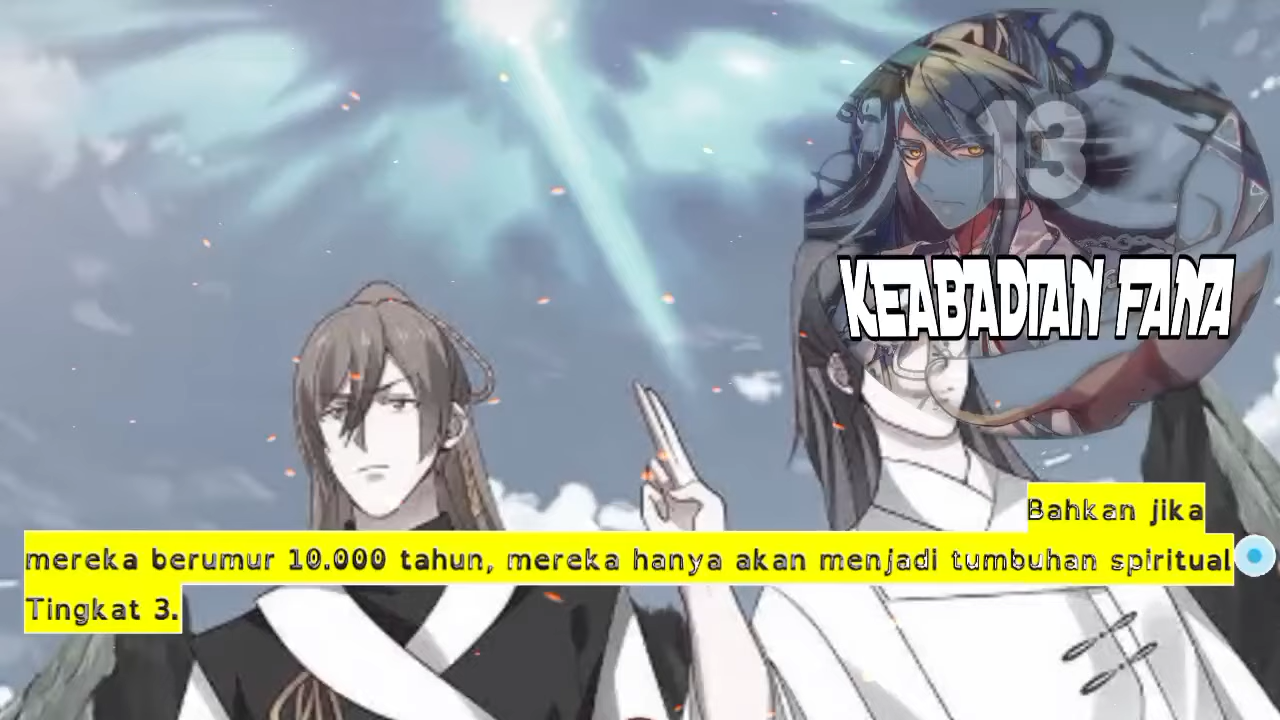 13
KEABADIAN FANA
Bahkan jika
mereka berumur 10.000 tahun, mereka hanya akan menjadi tumbuhan spiritual
Tingkat 3.